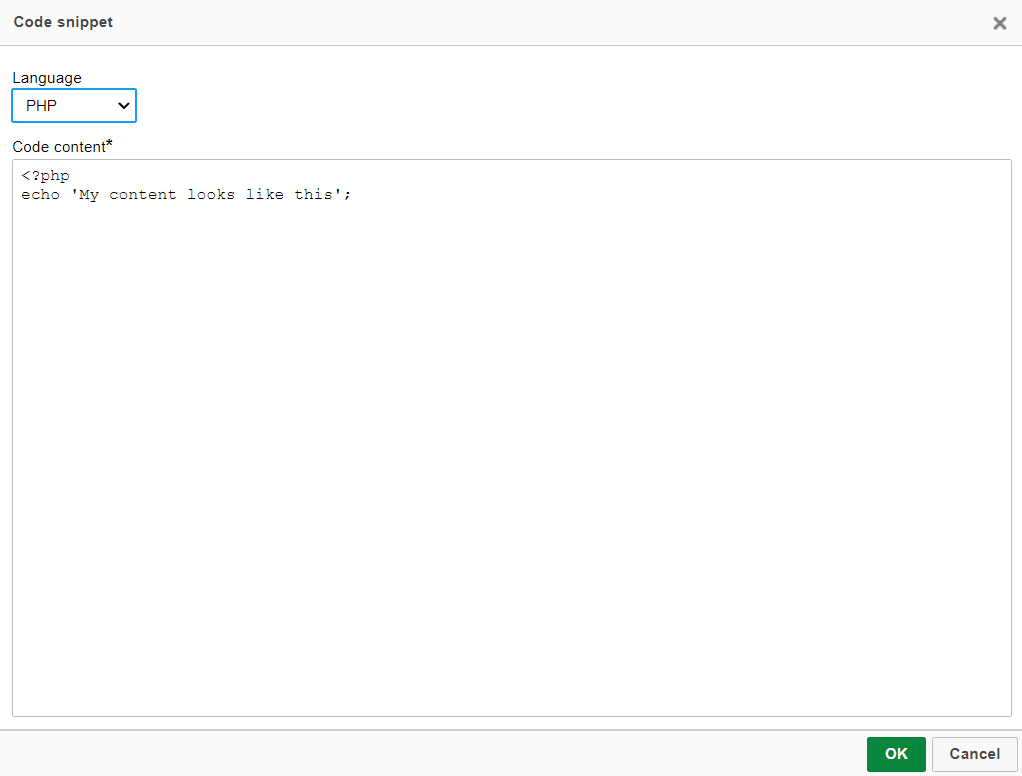 Code snippet
Language
PHP
Code content*
<?php
echo 'My content looks like this';
OK
Cancel